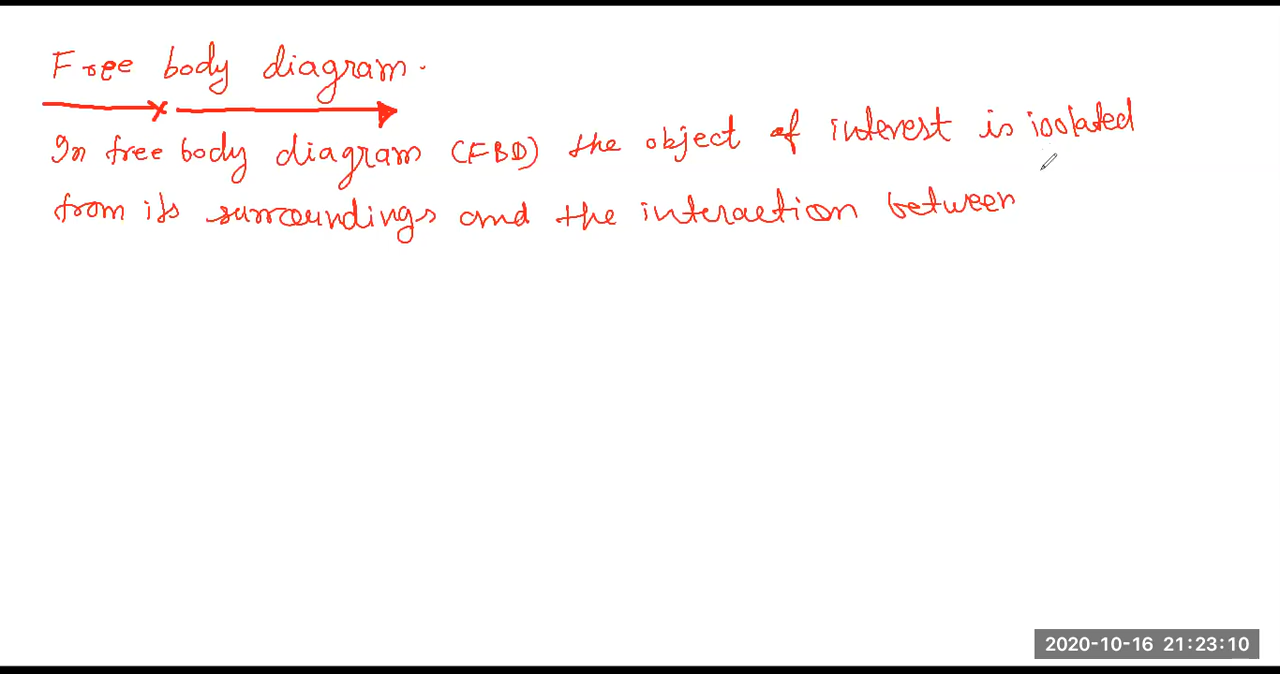 Free body diagram.
In free body diagram (FBD) the object of interest is isolated
from its surroundings and the interaction between
2020-10-16 21:23:10